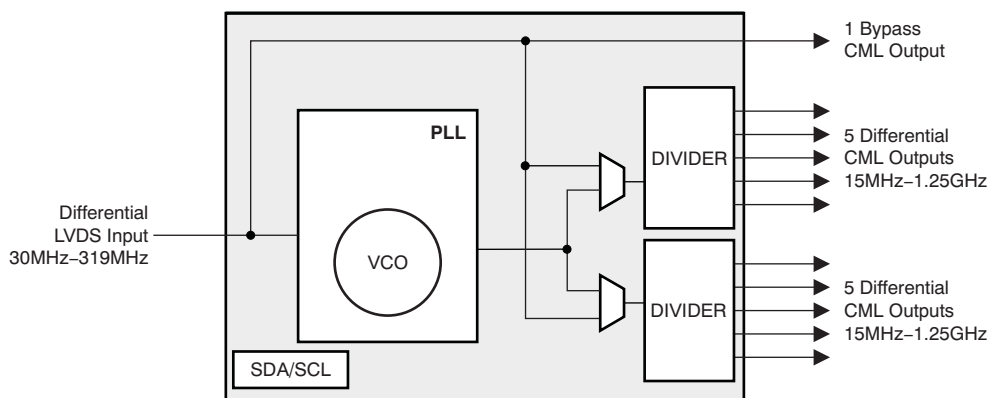 1 Bypass
CML Output
PLL
VCO
DIVIDER
5 Differential
CML Outputs
15MHz–1.25GHz
Differential
LVDS Input
30MHz–319MHz
DIVIDER
5 Differential
CML Outputs
15MHz–1.25GHz
SDA/SCL